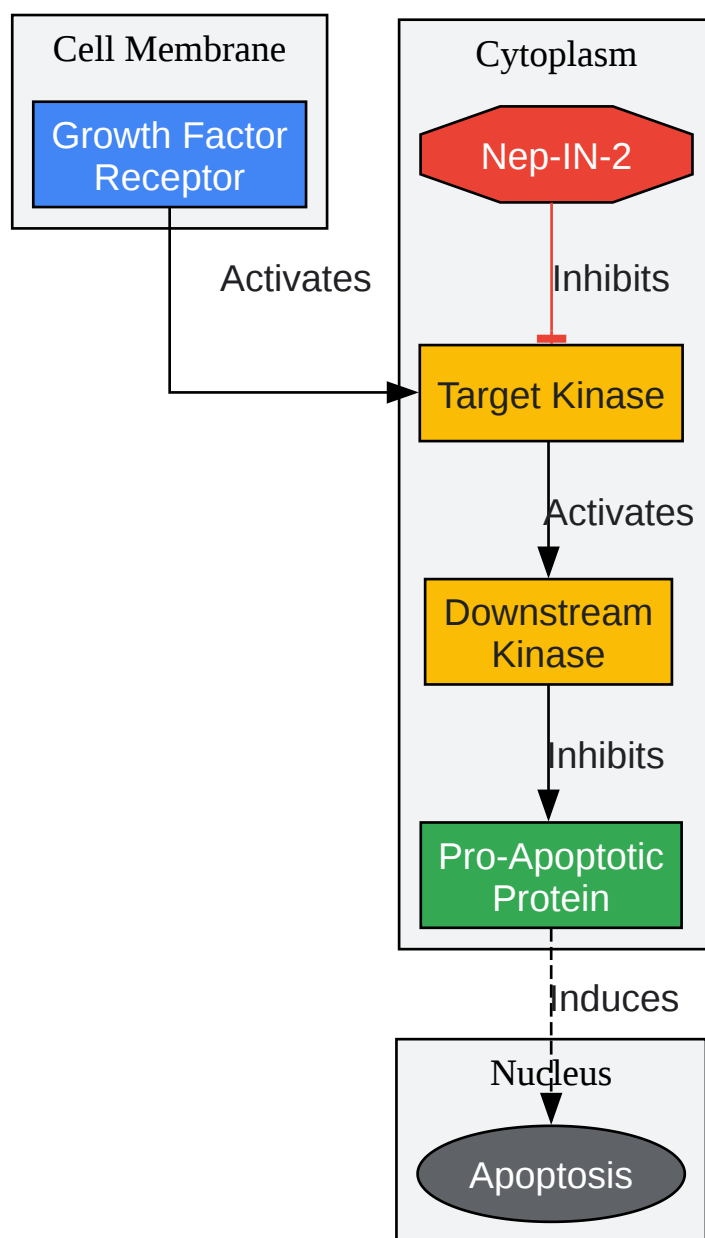 Cell Membrane
Growth Factor
Receptor
Activates
Cytoplasm
Nep-IN-2
Inhibits
Target Kinase
Activates
Downstream
Kinase
Inhibits
Pro-Apoptotic
Protein
Induces
Nucleus
Apoptosis